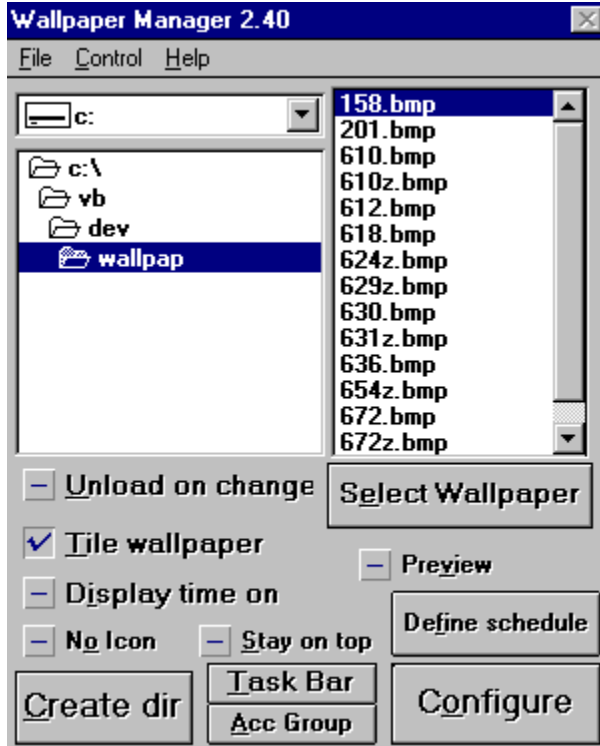 Wallpaper Manager 2.40
File Control Help
c:
c:\
vb
dev
wallpap
158.bmp
201.bmp
610.bmp
610z.bmp
612.bmp
618.bmp
624z.bmp
629z.bmp
630.bmp
631z.bmp
636.bmp
654z.bmp
672.bmp
672z.bmp
Unload on change
Select Wallpaper
Tile wallpaper
Preview
Display time on
Define schedule
No Icon
Stay on top
Create dir
Task Bar
Acc Group
Configure